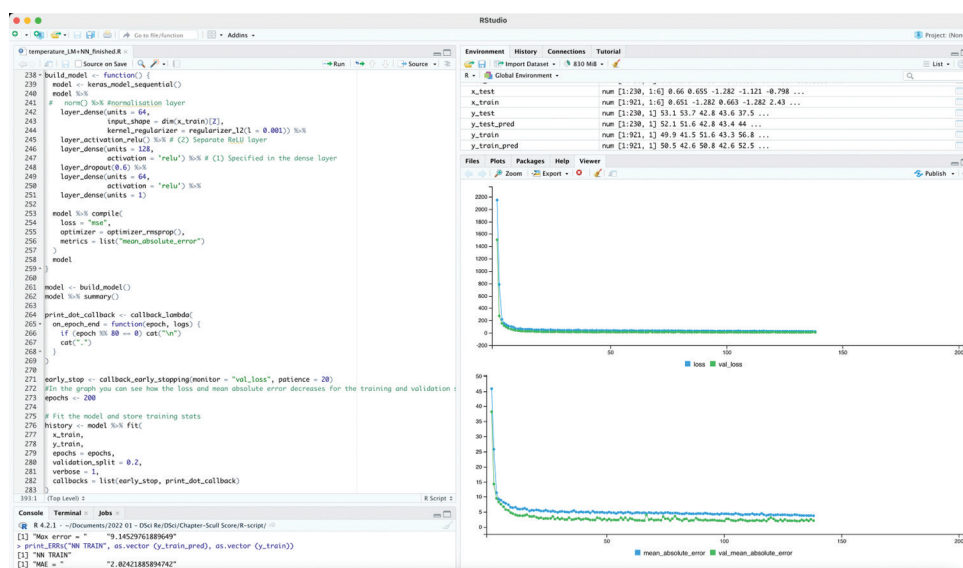 RStudio
Go to file/function
Addins
Project: (None
temperature_LM+NN_finished.R
Source on Save
Run
Source
238 build_model <- function() {
239 model <- keras_model_sequential()
240 model %>%
241 # norm() %>% #normalisation layer
242 layer_dense(units = 64,
243 input_shape = dim(x_train)[2],
244 kernel_regularizer = regularizer_l2(l = 0.001)) %>%
245 layer_activation_relu() %>% # (2) Separate ReLU layer
246 layer_dense(units = 128,
247 activation = 'relu') %>% # (1) Specified in the dense layer
248 layer_dropout(0.6) %>%
249 layer_dense(units = 64,
250 activation = 'relu') %>%
251 layer_dense(units = 1)
252
253 model %>% compile(
254 loss = "mse",
255 optimizer = optimizer_rmsprop(),
256 metrics = list("mean_absolute_error")
257 )
258 model
259 }
260
261 model <- build_model()
262 model %>% summary()
263
264 print_dot_callback <- callback_lambda(
265 on_epoch_end = function(epoch, logs) {
266 if (epoch %% 80 == 0) cat("\n")
267 cat(".")
268 }
269 )
270
271 early_stop <- callback_early_stopping(monitor = "val_loss", patience = 20)
272 #In the graph you can see how the loss and mean absolute error decreases for the training and validation s
273 epochs <- 200
274
275 # Fit the model and store training stats
276 history <- model %>% fit(
277 x_train,
278 y_train,
279 epochs = epochs,
280 validation_split = 0.2,
281 verbose = 1,
282 callbacks = list(early_stop, print_dot_callback)
283 )
393:1 (Top Level)
R Script
Console Terminal Jobs
R 4.2.1 · ~/Documents/2022 01 - DSci Re/DSci/Chapter-Scull Score/R-script/
[1] "Max error = " "9.14529761889649"
> print_ERRs("NN TRAIN", as.vector (y_train_pred), as.vector (y_train))
[1] "NN TRAIN"
[1] "MAE = " "2.02421885894742"
Environment History Connections Tutorial
Import Dataset 830 MiB
List
R Global Environment
x_test num [1:230, 1:6] 0.66 0.655 -1.282 -1.121 -0.798 ...
x_train num [1:921, 1:6] 0.651 -1.282 0.663 -1.282 2.43 ...
y_test num [1:230, 1] 53.1 53.7 42.8 43.6 37.5 ...
y_test_pred num [1:230, 1] 52.1 51.6 42.8 43.4 44 ...
y_train num [1:921, 1] 49.9 41.5 51.6 43.3 56.8 ...
y_train_pred num [1:921, 1] 50.5 42.6 50.8 42.6 52.5 ...
Files Plots Packages Help Viewer
Zoom Export
Publish
2200
2000
1800
1600
1400
1200
1000
800
600
400
200
0
-200
50 100 150 200
loss val_loss
50
45
40
35
30
25
20
15
10
5
0
-5
50 100 150 200
mean_absolute_error val_mean_absolute_error